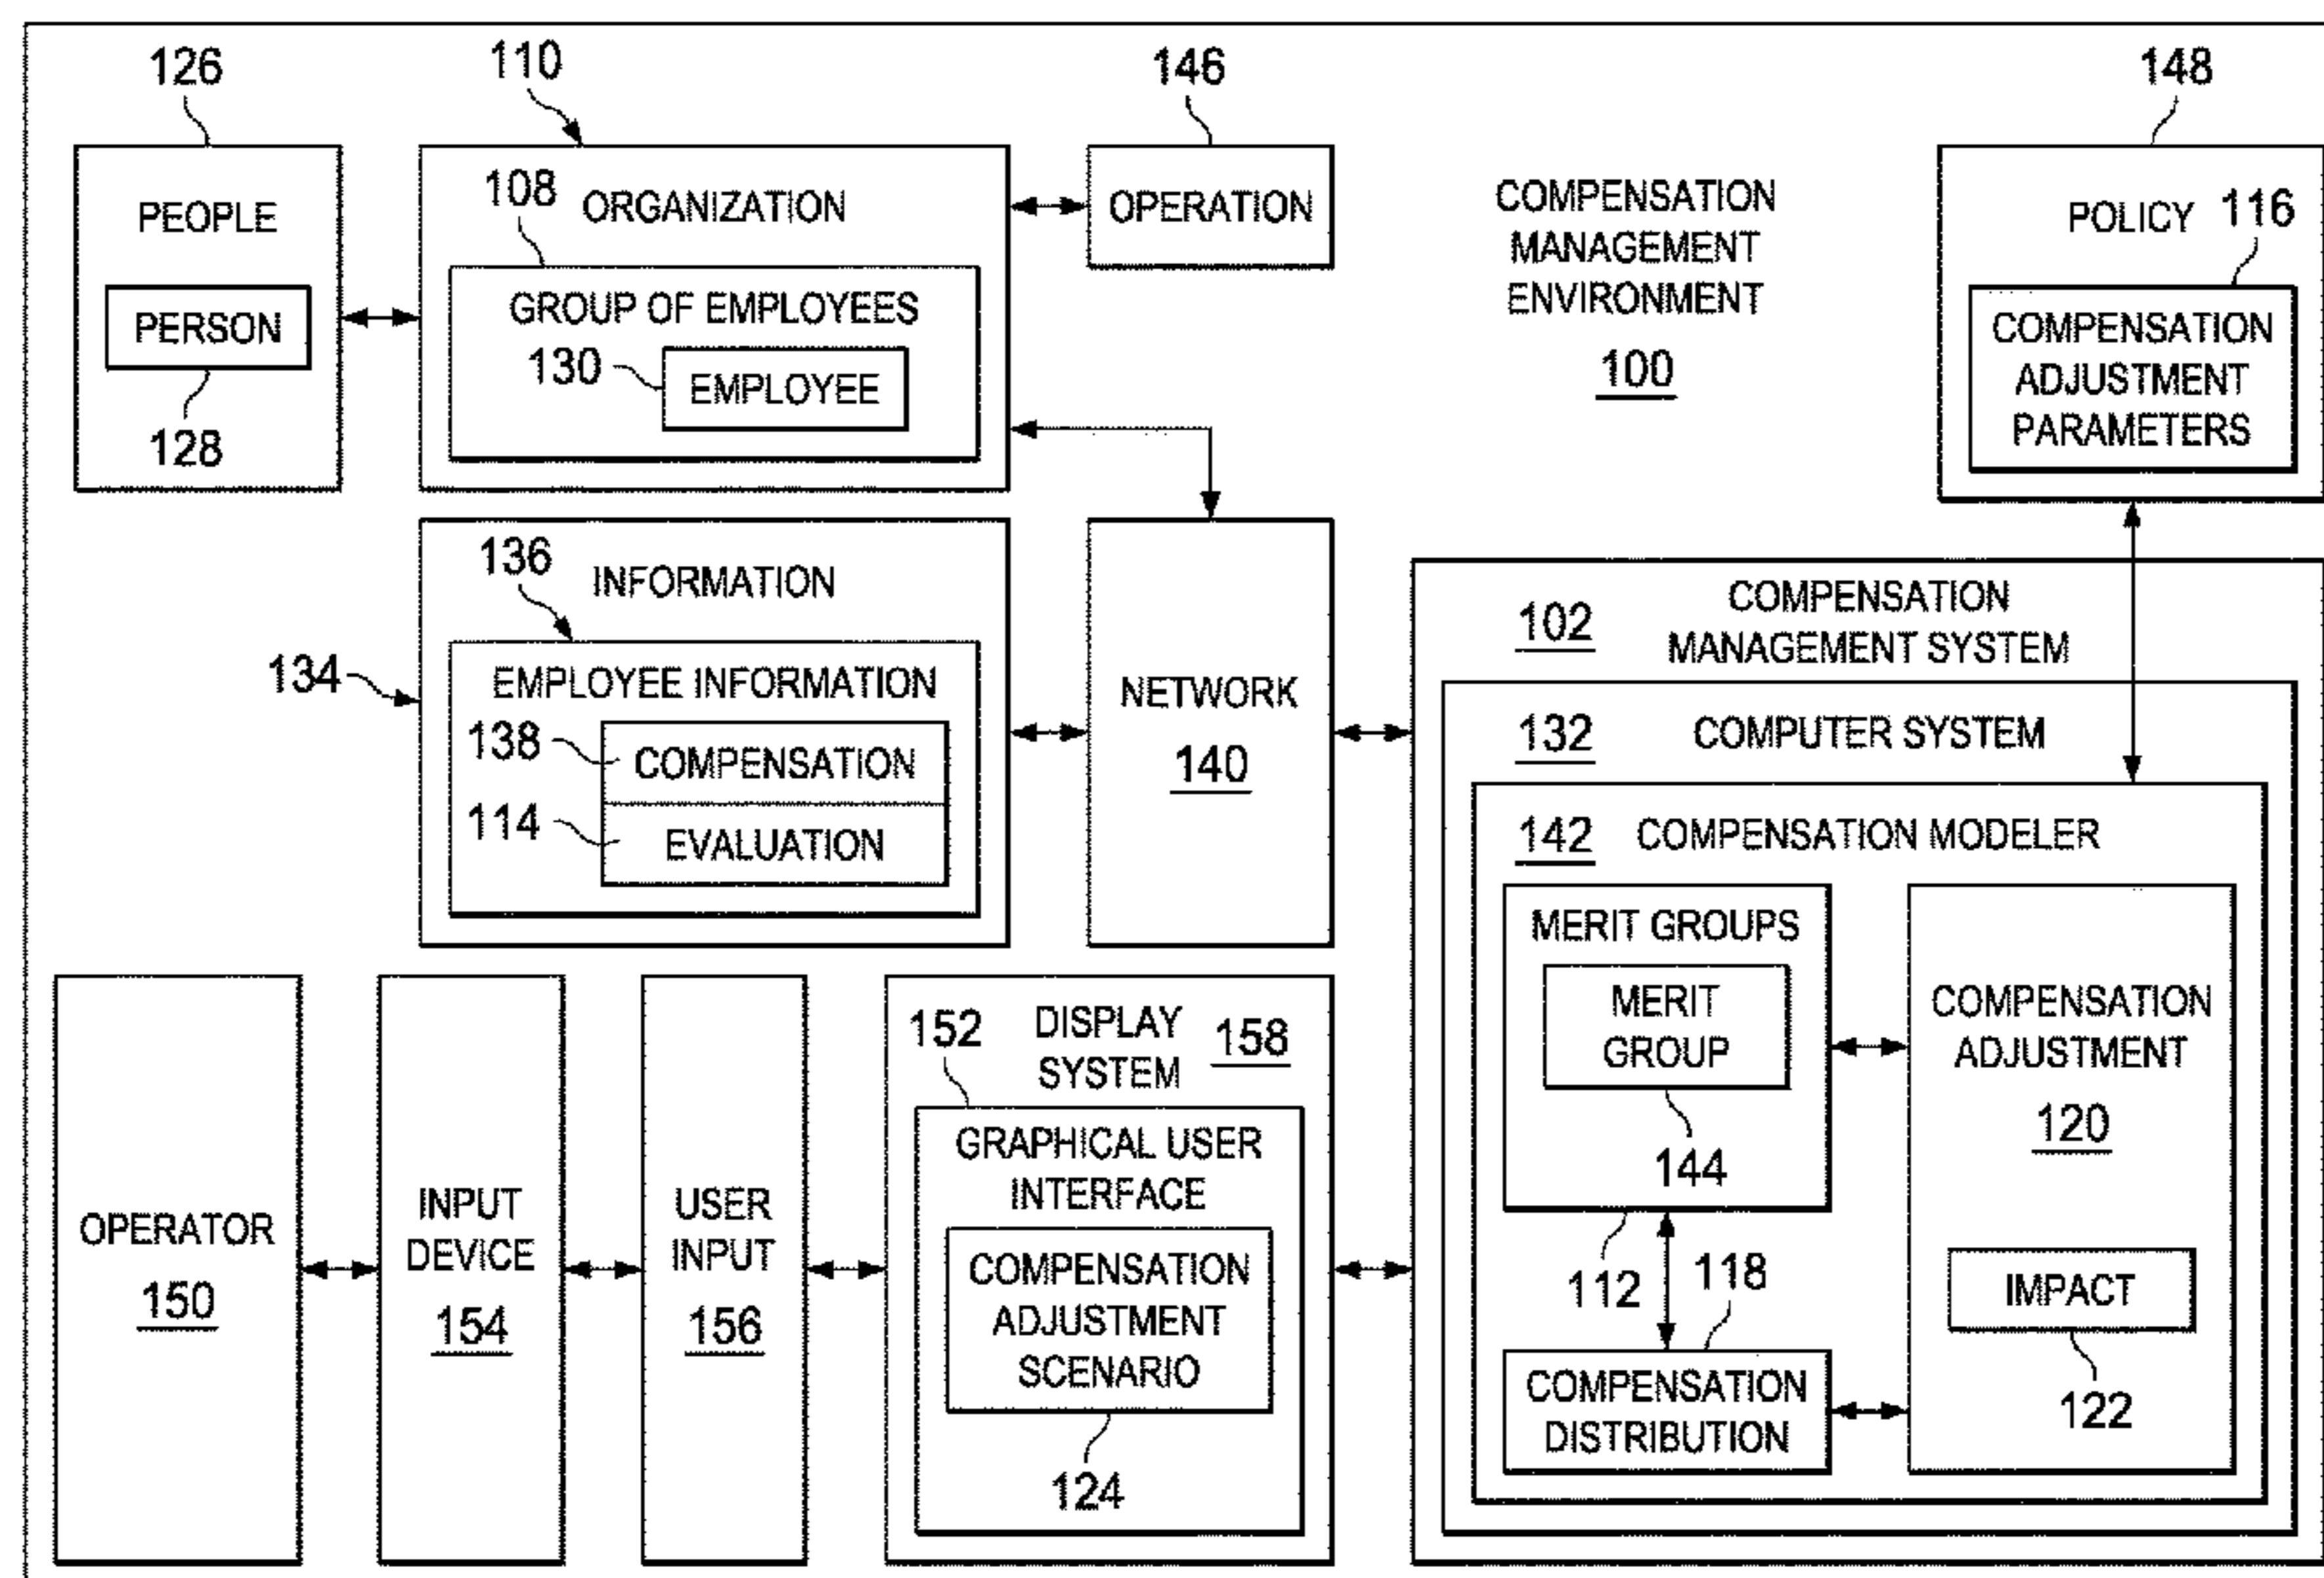 126
110
146
148
PEOPLE
PERSON
128
108
ORGANIZATION
GROUP OF EMPLOYEES
130
EMPLOYEE
OPERATION
COMPENSATION
MANAGEMENT
ENVIRONMENT
100
POLICY
116
COMPENSATION
ADJUSTMENT
PARAMETERS
134
136
INFORMATION
EMPLOYEE INFORMATION
138
COMPENSATION
114
EVALUATION
NETWORK
140
102
COMPENSATION
MANAGEMENT SYSTEM
132
COMPUTER SYSTEM
142
COMPENSATION MODELER
MERIT GROUPS
MERIT
GROUP
144
112
118
COMPENSATION
DISTRIBUTION
COMPENSATION
ADJUSTMENT
120
IMPACT
122
OPERATOR
150
INPUT
DEVICE
154
USER
INPUT
156
152
DISPLAY
SYSTEM
158
GRAPHICAL USER
INTERFACE
COMPENSATION
ADJUSTMENT
SCENARIO
124